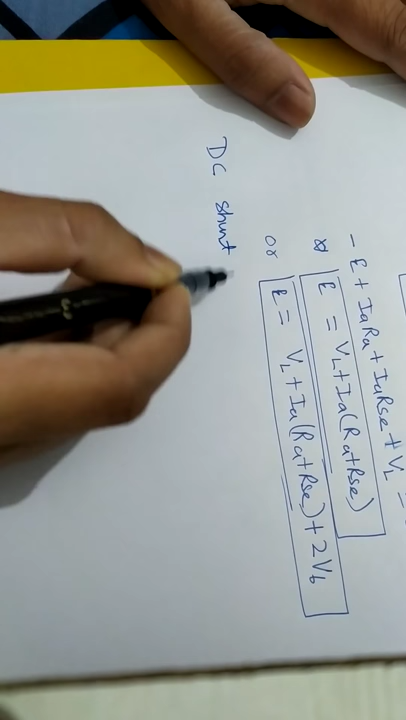 - E + IaRa + IaRse + VL =
⇒ E = VL + Ia(Ra+Rse)
or E = VL + Ia(Ra+Rse) + 2Vb
DC shunt